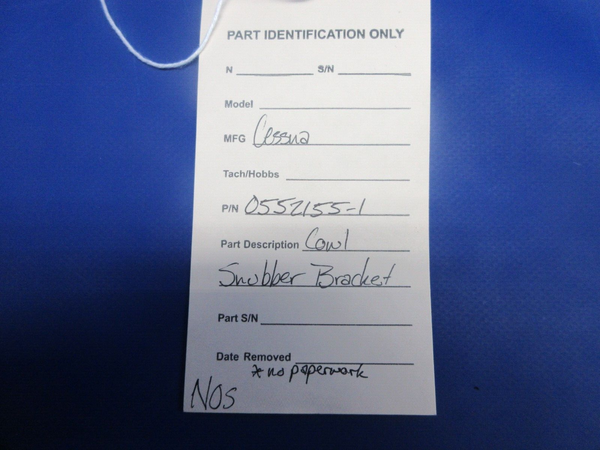 PART IDENTIFICATION ONLY
N S/N
Model
MFG Cessna
Tach/Hobbs
P/N 0552155-1
Part Description Cowl
Snubber Bracket
Part S/N
Date Removed
* no paperwork
NOS